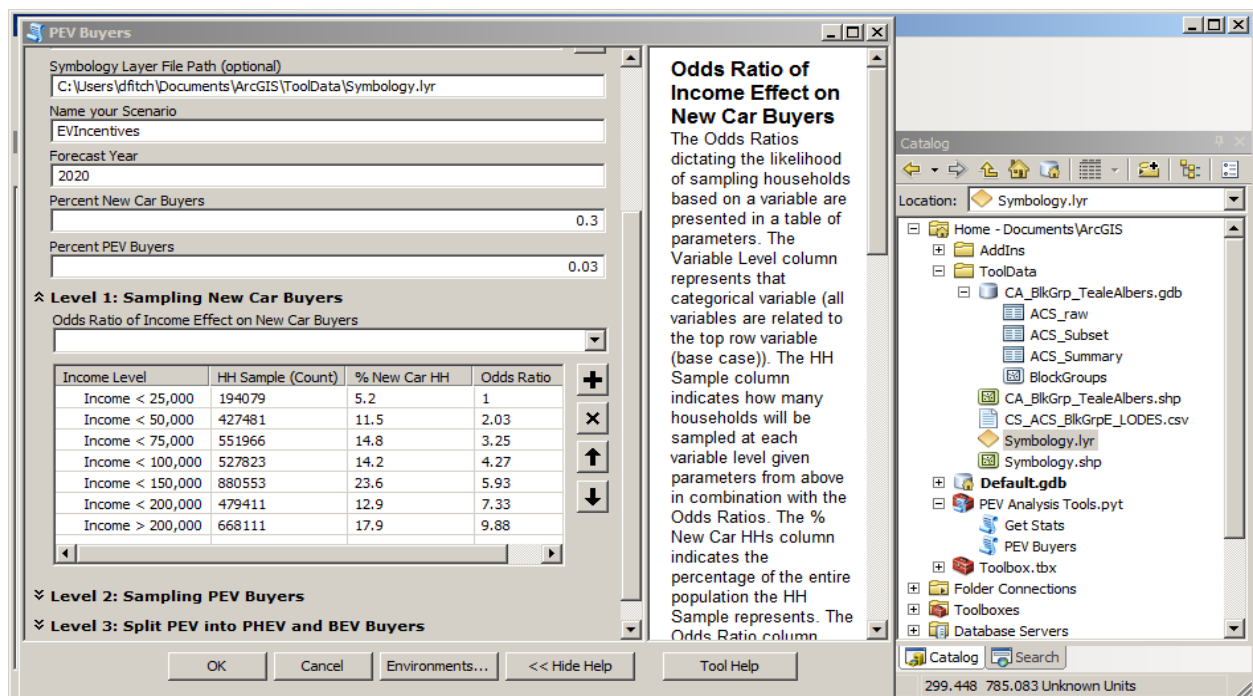 PEV Buyers
Symbology Layer File Path (optional)
C:\Users\dfitch\Documents\ArcGIS\ToolData\Symbology.lyr
Name your Scenario
EVIncentives
Forecast Year
2020
Percent New Car Buyers
0.3
Percent PEV Buyers
0.03
Level 1: Sampling New Car Buyers
Odds Ratio of Income Effect on New Car Buyers
Income Level HH Sample (Count) % New Car HH Odds Ratio
Income < 25,000 194079 5.2 1
Income < 50,000 427481 11.5 2.03
Income < 75,000 551966 14.8 3.25
Income < 100,000 527823 14.2 4.27
Income < 150,000 880553 23.6 5.93
Income < 200,000 479411 12.9 7.33
Income > 200,000 668111 17.9 9.88
Level 2: Sampling PEV Buyers
Level 3: Split PEV into PHEV and BEV Buyers
OK Cancel Environments... << Hide Help Tool Help
Odds Ratio of
Income Effect on
New Car Buyers
The Odds Ratios
dictating the likelihood
of sampling households
based on a variable are
presented in a table of
parameters. The
Variable Level column
represents that
categorical variable (all
variables are related to
the top row variable
(base case)). The HH
Sample column
indicates how many
households will be
sampled at each
variable level given
parameters from above
in combination with the
Odds Ratios. The %
New Car HHs column
indicates the
percentage of the entire
population the HH
Sample represents. The
Odds Ratio column
Catalog
Location: Symbology.lyr
Home - Documents\ArcGIS
AddIns
ToolData
CA_BlkGrp_TealeAlbers.gdb
ACS_raw
ACS_Subset
ACS_Summary
BlockGroups
CA_BlkGrp_TealeAlbers.shp
CS_ACS_BlkGrpE_LODES.csv
Symbology.lyr
Symbology.shp
Default.gdb
PEV Analysis Tools.pyt
Get Stats
PEV Buyers
Toolbox.tbx
Folder Connections
Toolboxes
Database Servers
Catalog Search
299.448 785.083 Unknown Units